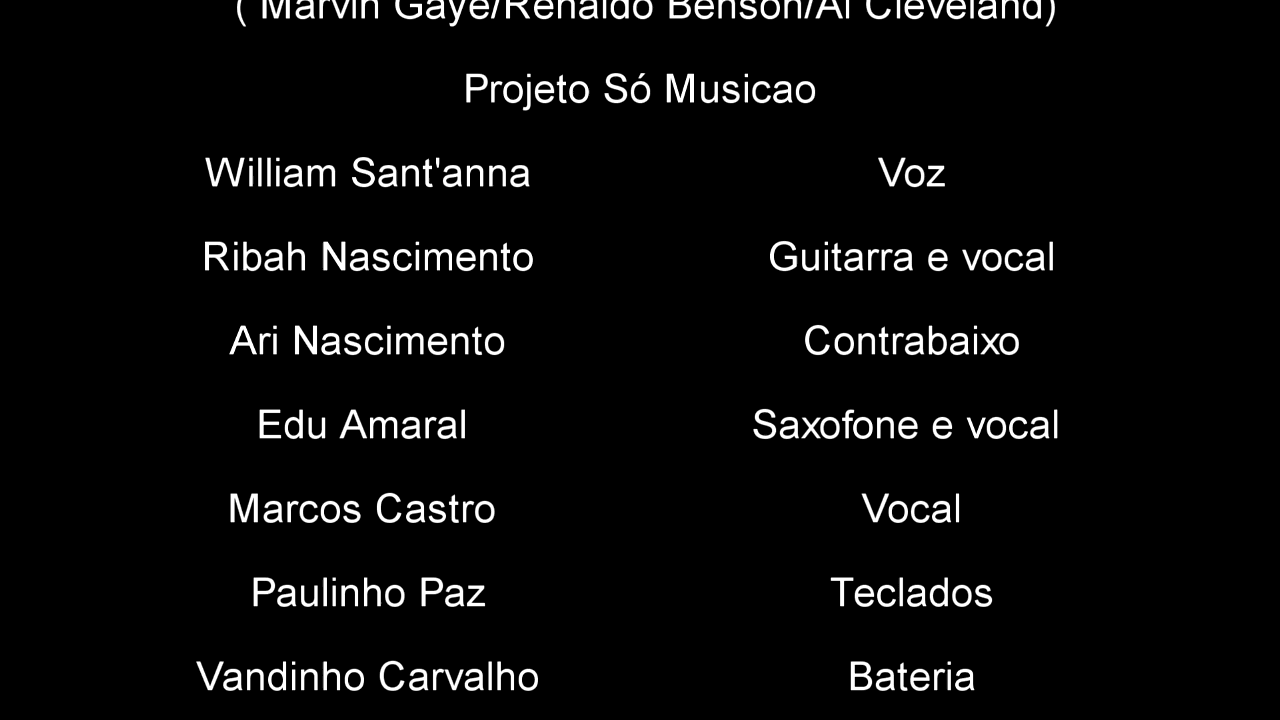 ( Marvin Gaye/Renaldo Benson/Al Cleveland)
Projeto Só Musicao
William Sant'anna Voz
Ribah Nascimento Guitarra e vocal
Ari Nascimento Contrabaixo
Edu Amaral Saxofone e vocal
Marcos Castro Vocal
Paulinho Paz Teclados
Vandinho Carvalho Bateria